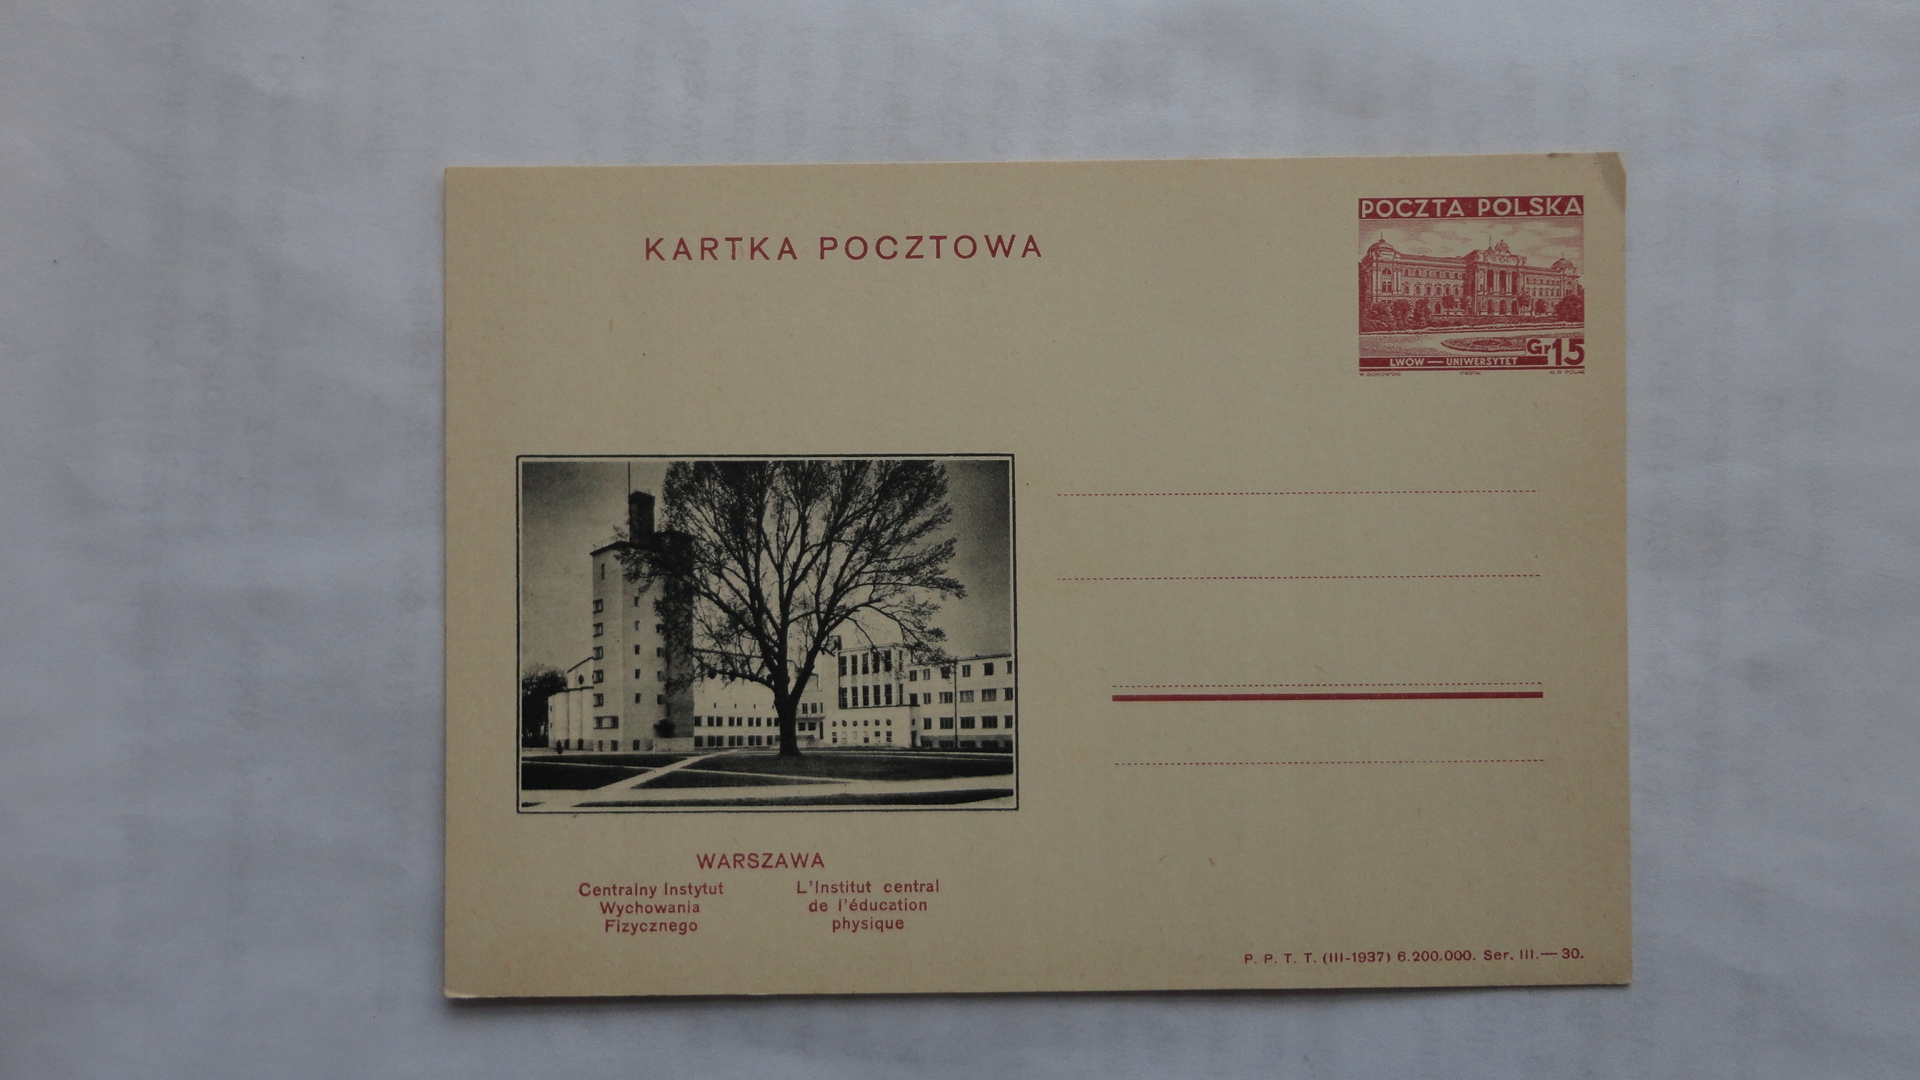 KARTKA POCZTOWA
POCZTA POLSKA
Gr 15
LWÓW — UNIWERSYTET
WARSZAWA
Centralny Instytut
Wychowania
Fizycznego
L'Institut central
de l'éducation
physique
P. P. T. T. (III-1937) 6.200.000. Ser. III.— 30.